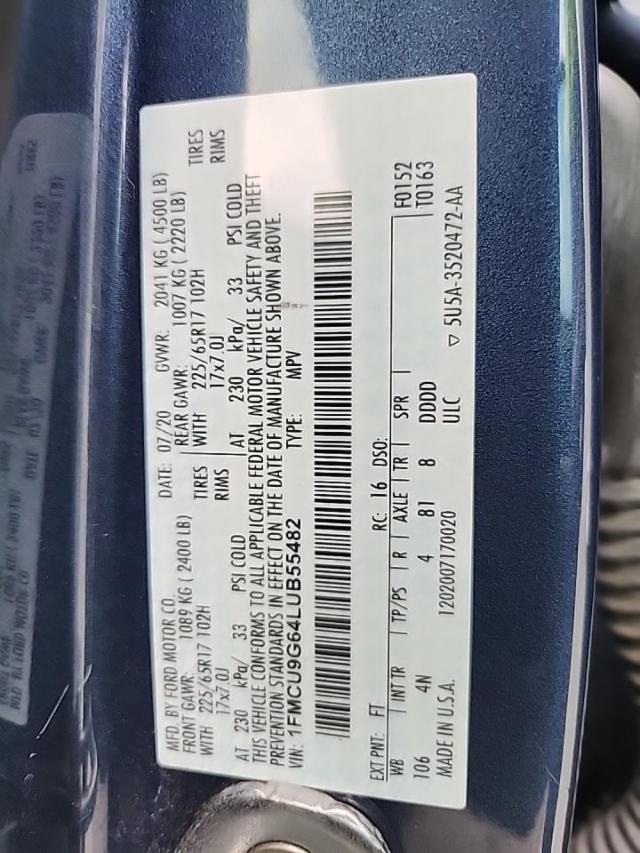 MFD. BY FORD MOTOR CO.
DATE: 07/20 GVWR: 2041 KG ( 4500 LB)
FRONT GAWR: 1089 KG ( 2400 LB) REAR GAWR: 1007 KG ( 2220 LB)
WITH 225/65R17 102H TIRES WITH 225/65R17 102H TIRES
17x7.0J RIMS 17x7.0J RIMS
AT 230 kPa/ 33 PSI COLD AT 230 kPa/ 33 PSI COLD
THIS VEHICLE CONFORMS TO ALL APPLICABLE FEDERAL MOTOR VEHICLE SAFETY AND THEFT
PREVENTION STANDARDS IN EFFECT ON THE DATE OF MANUFACTURE SHOWN ABOVE.
VIN: 1FMCU9G64LUB55482 TYPE: MPV
EXT PNT: FT RC: 16 DSO: F0152
WB INT TR TP/PS R AXLE TR SPR T0163
106 4N 4 81 8 DDDD
MADE IN U.S.A. 1202007170020 ULC ▽ 5U5A-3520472-AA